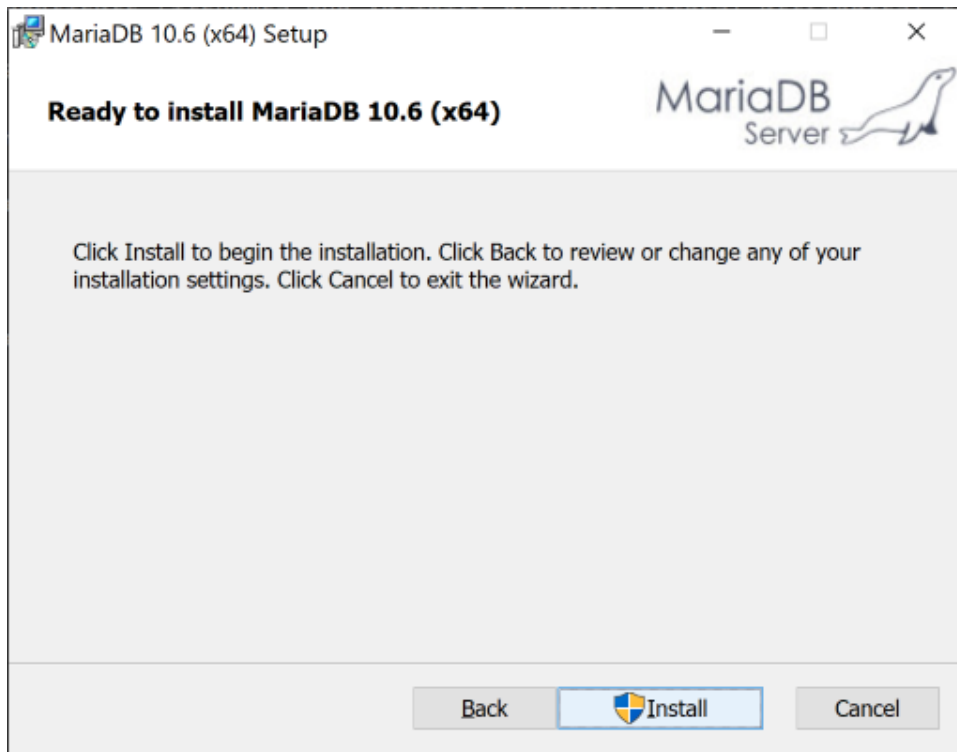 MariaDB 10.6 (x64) Setup
Ready to install MariaDB 10.6 (x64)
MariaDB
Server
Click Install to begin the installation. Click Back to review or change any of your
installation settings. Click Cancel to exit the wizard.
Back
Install
Cancel